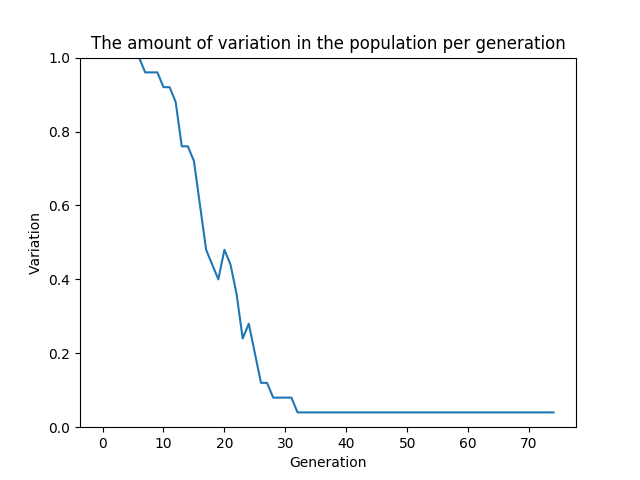 The amount of variation in the population per generation
1.0
0.8
0.6
0.4
0.2
0.0
Variation
0 10 20 30 40 50 60 70
Generation